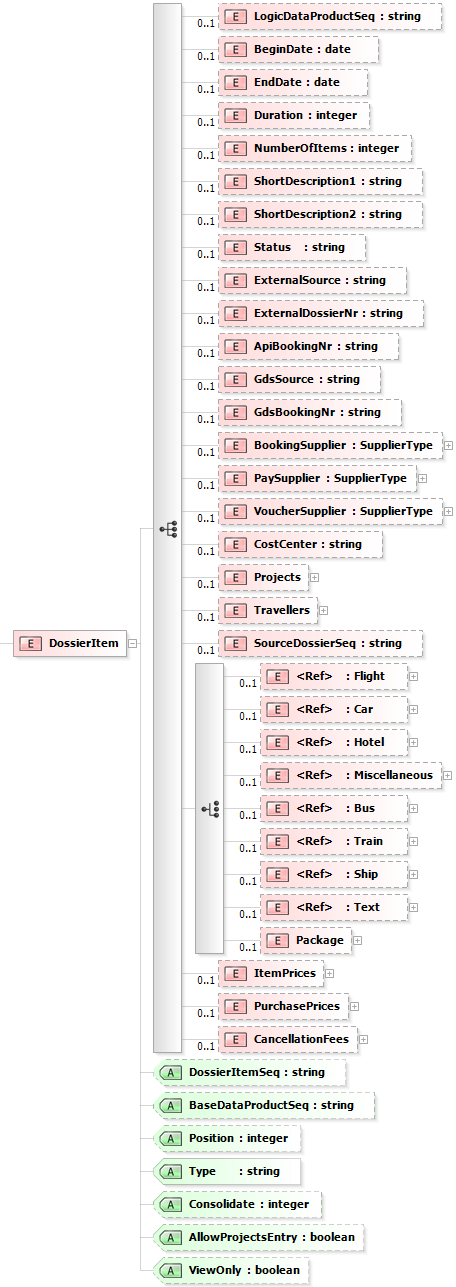 0..1 E LogicDataProductSeq : string
0..1 E BeginDate : date
0..1 E EndDate : date
0..1 E Duration : integer
0..1 E NumberOfItems : integer
0..1 E ShortDescription1 : string
0..1 E ShortDescription2 : string
0..1 E Status : string
0..1 E ExternalSource : string
0..1 E ExternalDossierNr : string
0..1 E ApiBookingNr : string
0..1 E GdsSource : string
0..1 E GdsBookingNr : string
0..1 E BookingSupplier : SupplierType
0..1 E PaySupplier : SupplierType
0..1 E VoucherSupplier : SupplierType
0..1 E CostCenter : string
0..1 E Projects
0..1 E Travellers
E DossierItem
0..1 E SourceDossierSeq : string
0..1 E <Ref> : Flight
0..1 E <Ref> : Car
0..1 E <Ref> : Hotel
0..1 E <Ref> : Miscellaneous
0..1 E <Ref> : Bus
0..1 E <Ref> : Train
0..1 E <Ref> : Ship
0..1 E <Ref> : Text
0..1 E Package
0..1 E ItemPrices
0..1 E PurchasePrices
0..1 E CancellationFees
A DossierItemSeq : string
A BaseDataProductSeq : string
A Position : integer
A Type : string
A Consolidate : integer
A AllowProjectsEntry : boolean
A ViewOnly : boolean